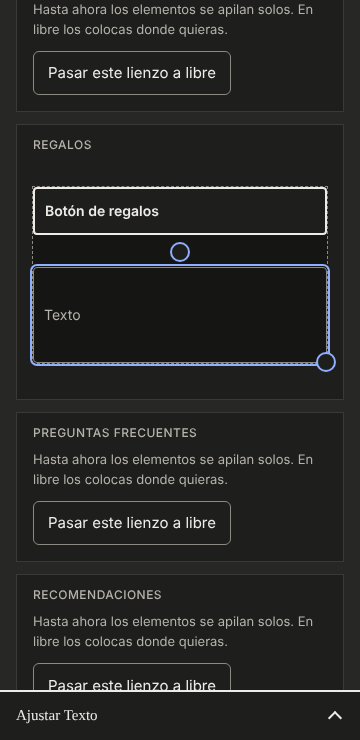 Hasta ahora los elementos se apilan solos. En
libre los colocas donde quieras.
Pasar este lienzo a libre
REGALOS
Botón de regalos
Texto
PREGUNTAS FRECUENTES
Hasta ahora los elementos se apilan solos. En
libre los colocas donde quieras.
Pasar este lienzo a libre
RECOMENDACIONES
Hasta ahora los elementos se apilan solos. En
libre los colocas donde quieras.
Pasar este lienzo a libre
Ajustar Texto